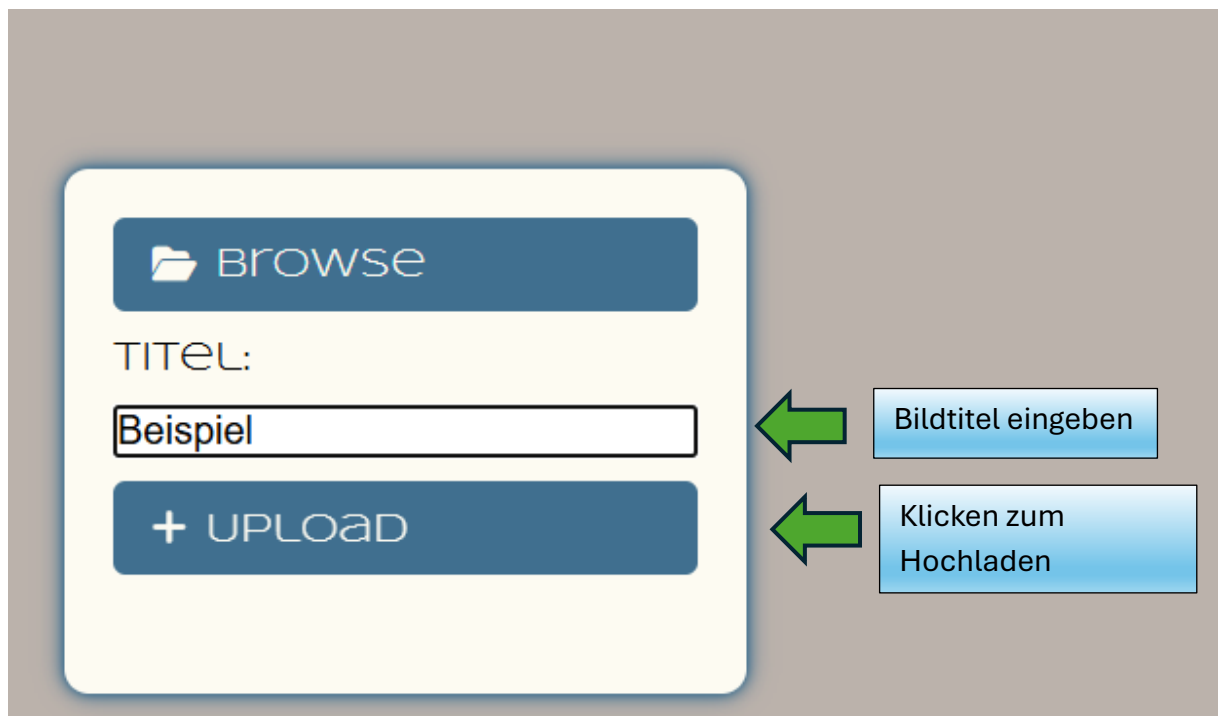 Browse
Titel:
Beispiel
Bildtitel eingeben
+ Upload
Klicken zum
Hochladen